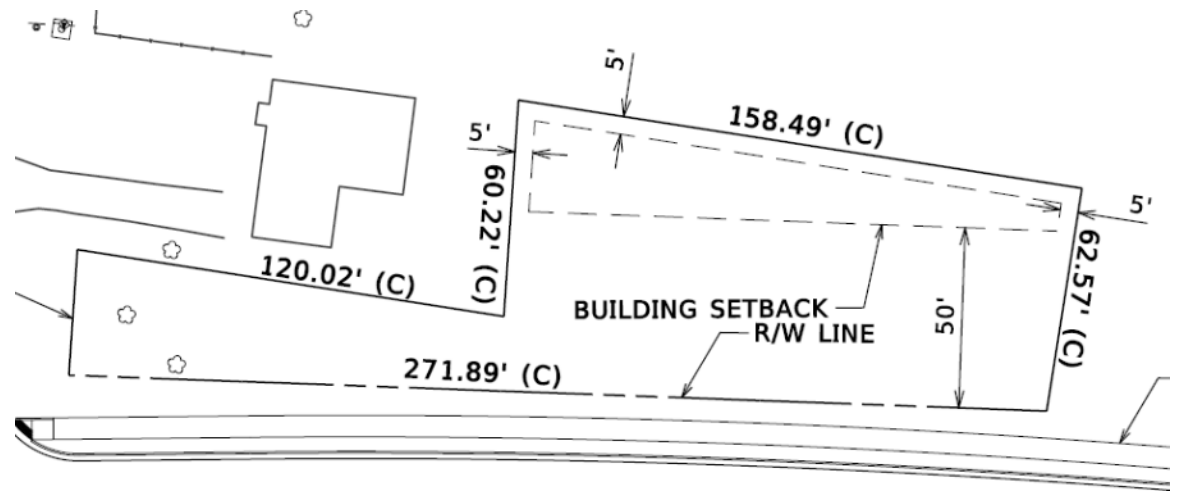 5'
158.49' (C)
5'
60.22' (C)
5'
62.57' (C)
120.02' (C)
BUILDING SETBACK
R/W LINE
50'
271.89' (C)